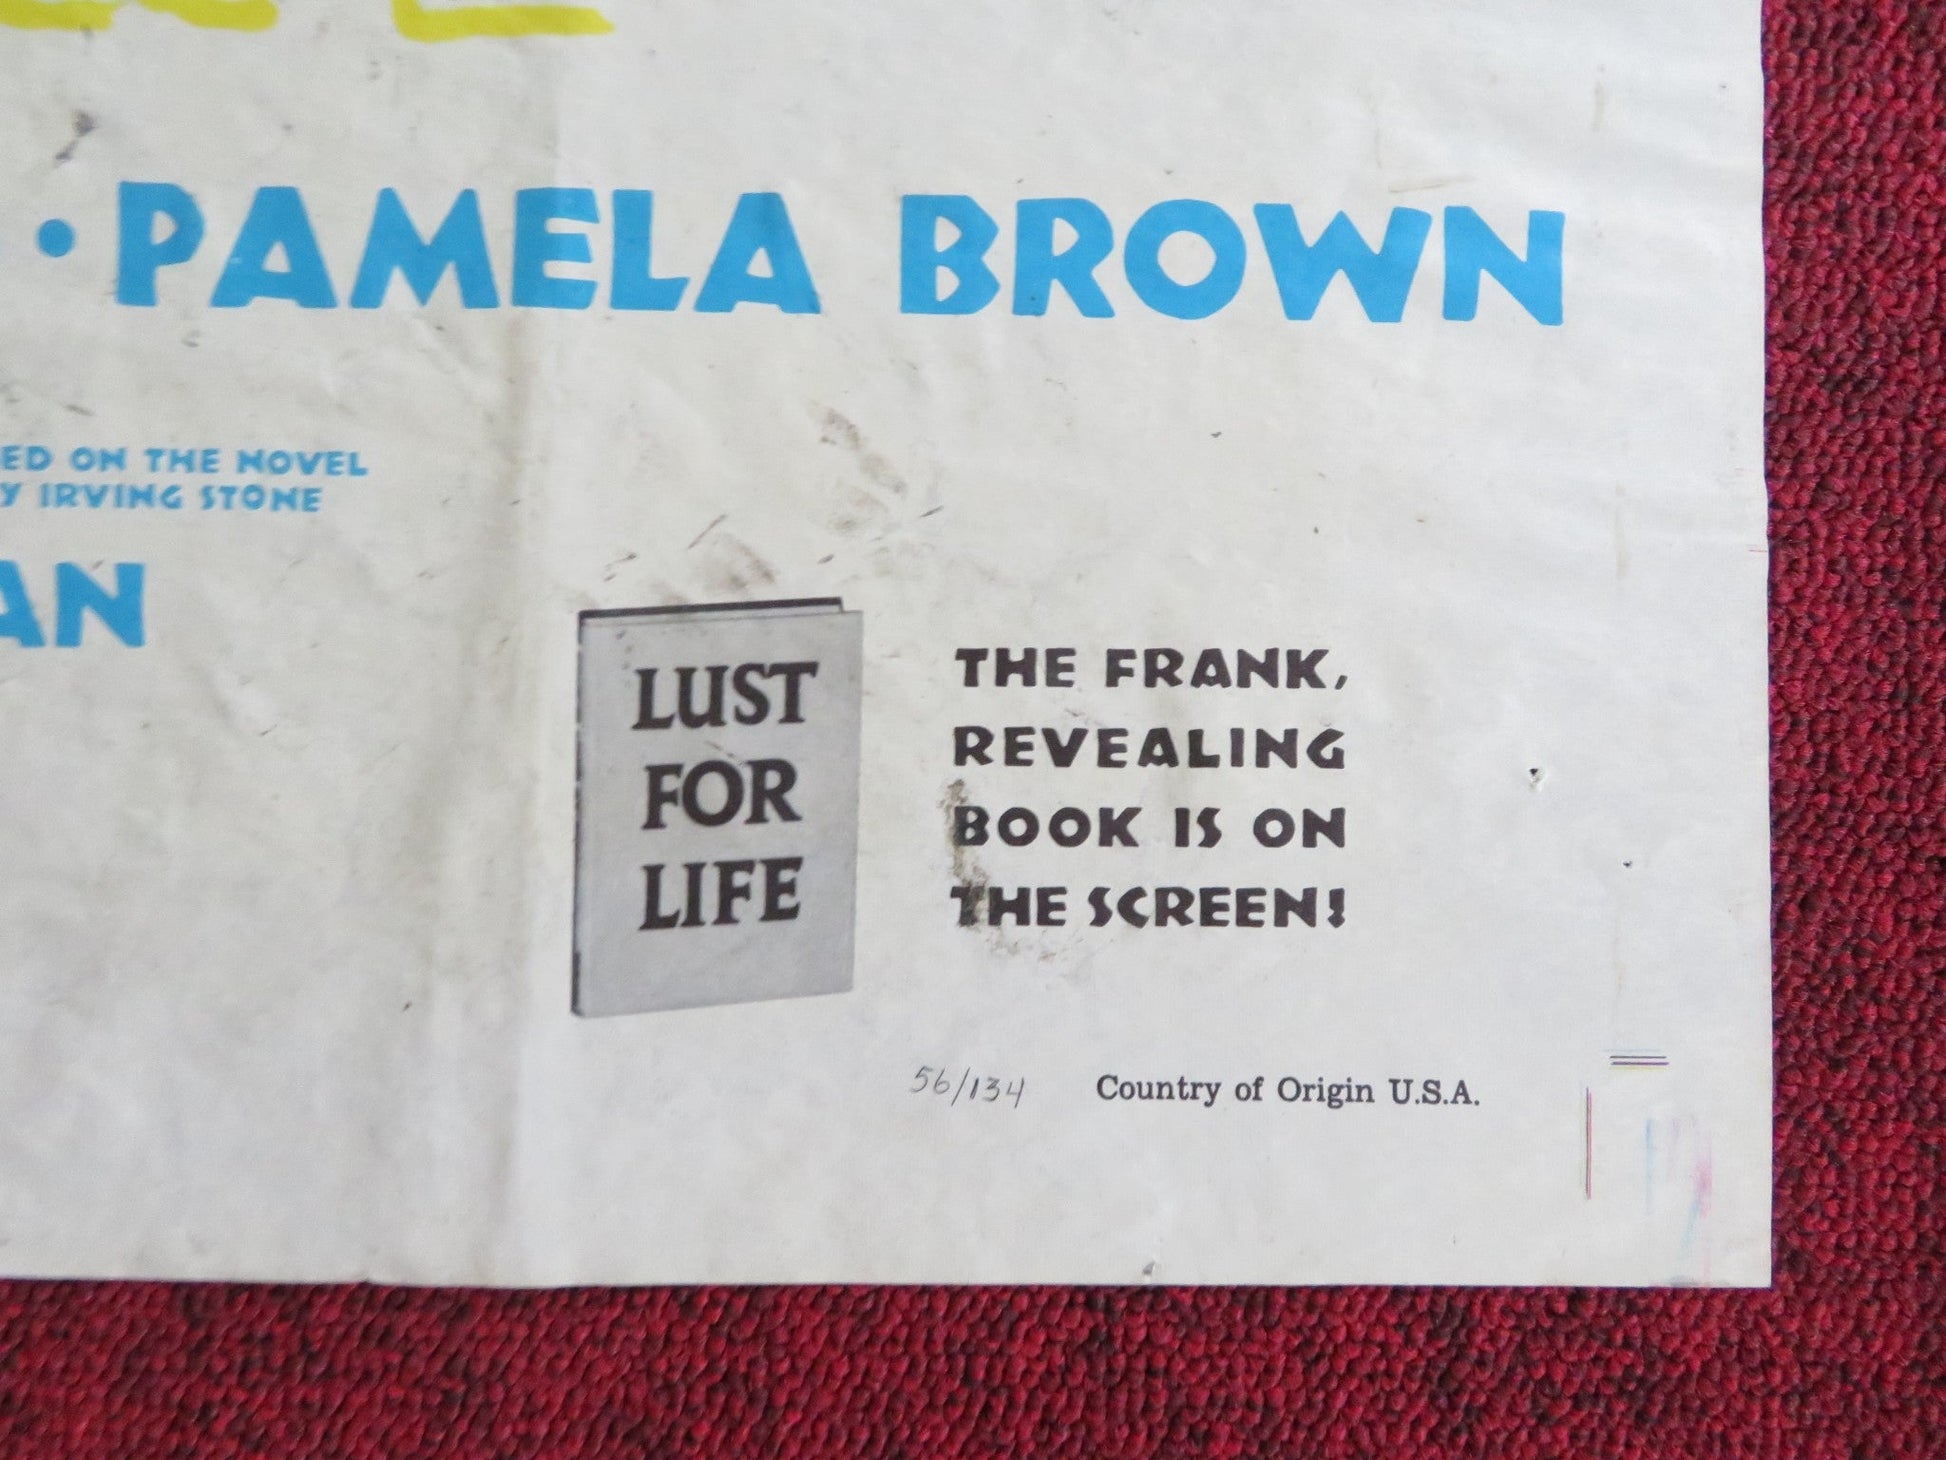 • PAMELA BROWN
ED ON THE NOVEL
Y IRVING STONE
AN
LUST
FOR
LIFE
THE FRANK,
REVEALING
BOOK IS ON
THE SCREEN!
56/134 Country of Origin U.S.A.